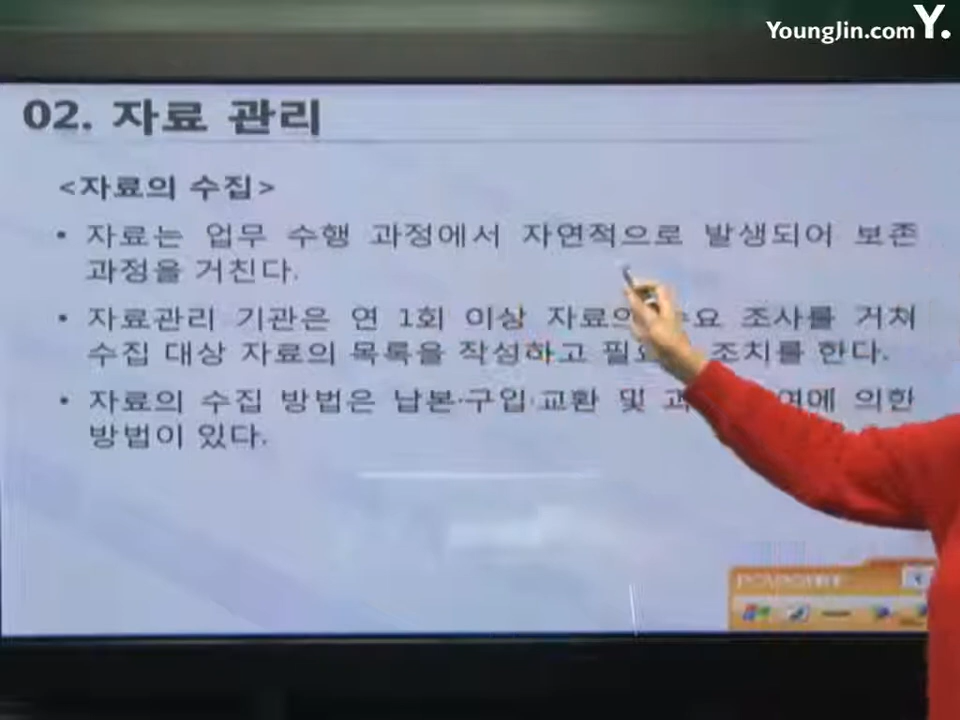 YoungJin.com Y.
02. 자료 관리
<자료의 수집>
• 자료는 업무 수행 과정에서 자연적으로 발생되어 보존
과정을 거친다.
• 자료관리 기관은 연 1회 이상 자료의 수요 조사를 거쳐
수집 대상 자료의 목록을 작성하고 조치를 한다.
• 자료의 수집 방법은 납본·구입·교환 및 의한
방법이 있다.